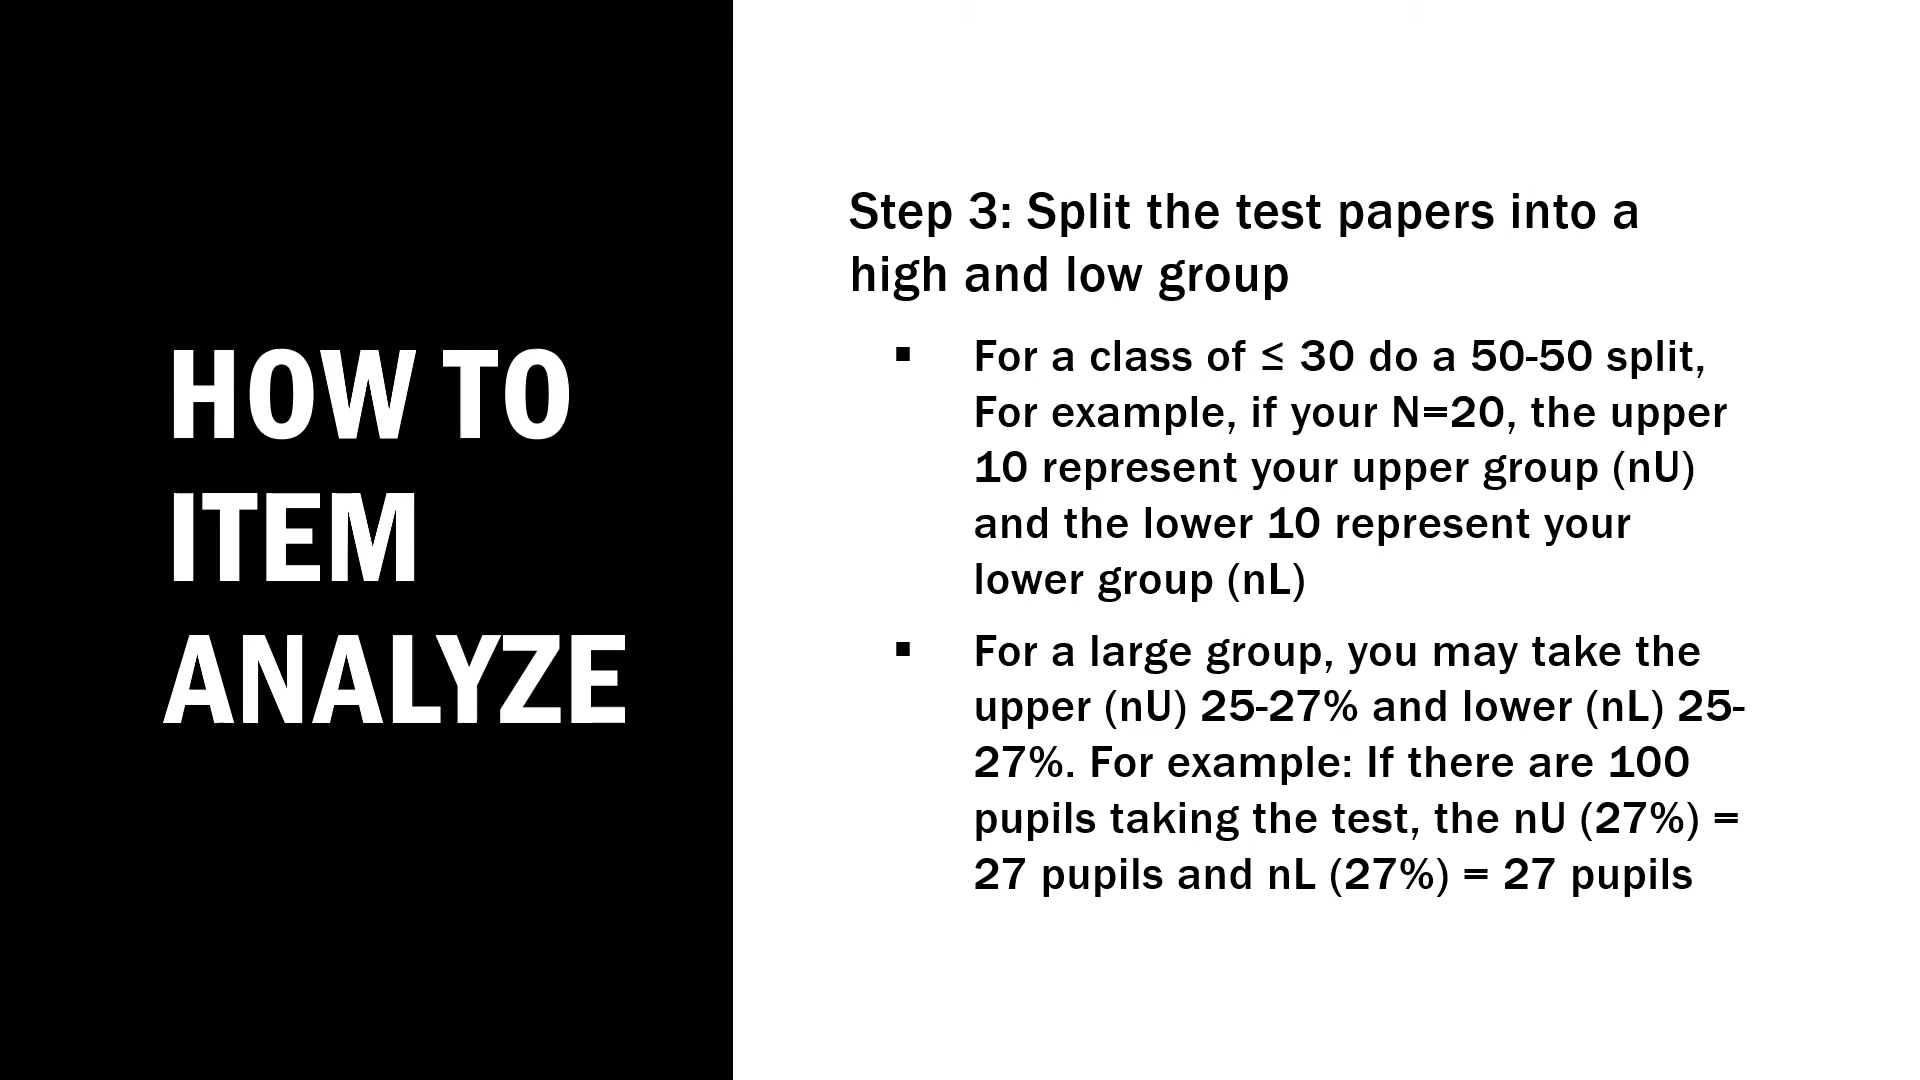 HOW TO
ITEM
ANALYZE
Step 3: Split the test papers into a
high and low group
▪ For a class of ≤ 30 do a 50-50 split,
For example, if your N=20, the upper
10 represent your upper group (nU)
and the lower 10 represent your
lower group (nL)
▪ For a large group, you may take the
upper (nU) 25-27% and lower (nL) 25-
27%. For example: If there are 100
pupils taking the test, the nU (27%) =
27 pupils and nL (27%) = 27 pupils